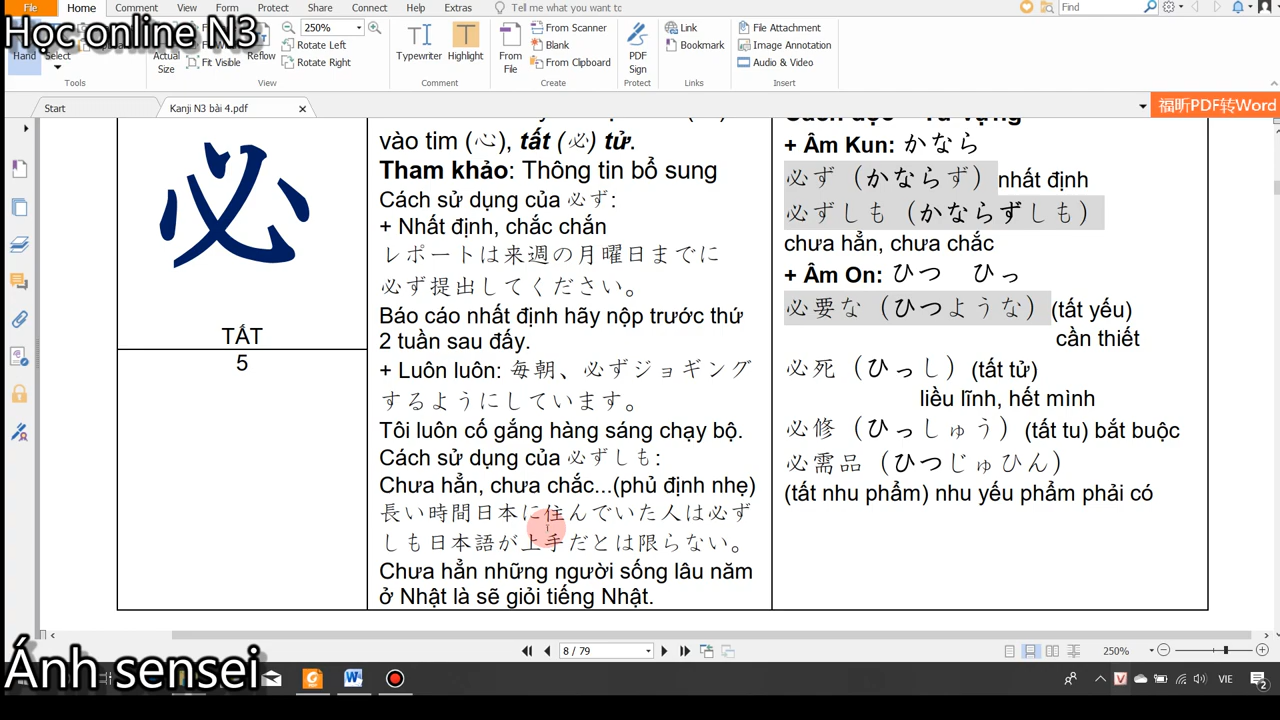 File Home Comment View Form Protect Share Connect Help Extras Tell me what you want tc Find
Học online N3
Hand Select Actual Size 250% Fit Visible Reflow Rotate Left Rotate Right
Typewriter Highlight From File From Scanner Blank From Clipboard PDF Sign Link Bookmark File Attachment Image Annotation Audio & Video
Tools View Comment Create Protect Links Insert
Start Kanji N3 bài 4.pdf 福昕PDF转Word
必
TẤT
5
vào tim (心), tất (必) tử.
Tham khảo: Thông tin bổ sung
Cách sử dụng của 必ず:
+ Nhất định, chắc chắn
レポートは来週の月曜日までに
必ず提出してください。
Báo cáo nhất định hãy nộp trước thứ
2 tuần sau đấy.
+ Luôn luôn: 毎朝、必ずジョギング
するようにしています。
Tôi luôn cố gắng hàng sáng chạy bộ.
Cách sử dụng của 必ずしも:
Chưa hẳn, chưa chắc...(phủ định nhẹ)
長い時間日本に住んでいた人は必ず
しも日本語が上手だとは限らない。
Chưa hẳn những người sống lâu năm
ở Nhật là sẽ giỏi tiếng Nhật.
Cách đọc - Từ vựng
+ Âm Kun: かなら
必ず（かならず）nhất định
必ずしも（かならずしも）
chưa hẳn, chưa chắc
+ Âm On: ひつ ひっ
必要な（ひつような）(tất yếu)
cần thiết
必死（ひっし）(tất tử)
liều lĩnh, hết mình
必修（ひっしゅう）(tất tu) bắt buộc
必需品（ひつじゅひん）
(tất nhu phẩm) nhu yếu phẩm phải có
8 / 79 250%
Ánh sensei
VIE 2